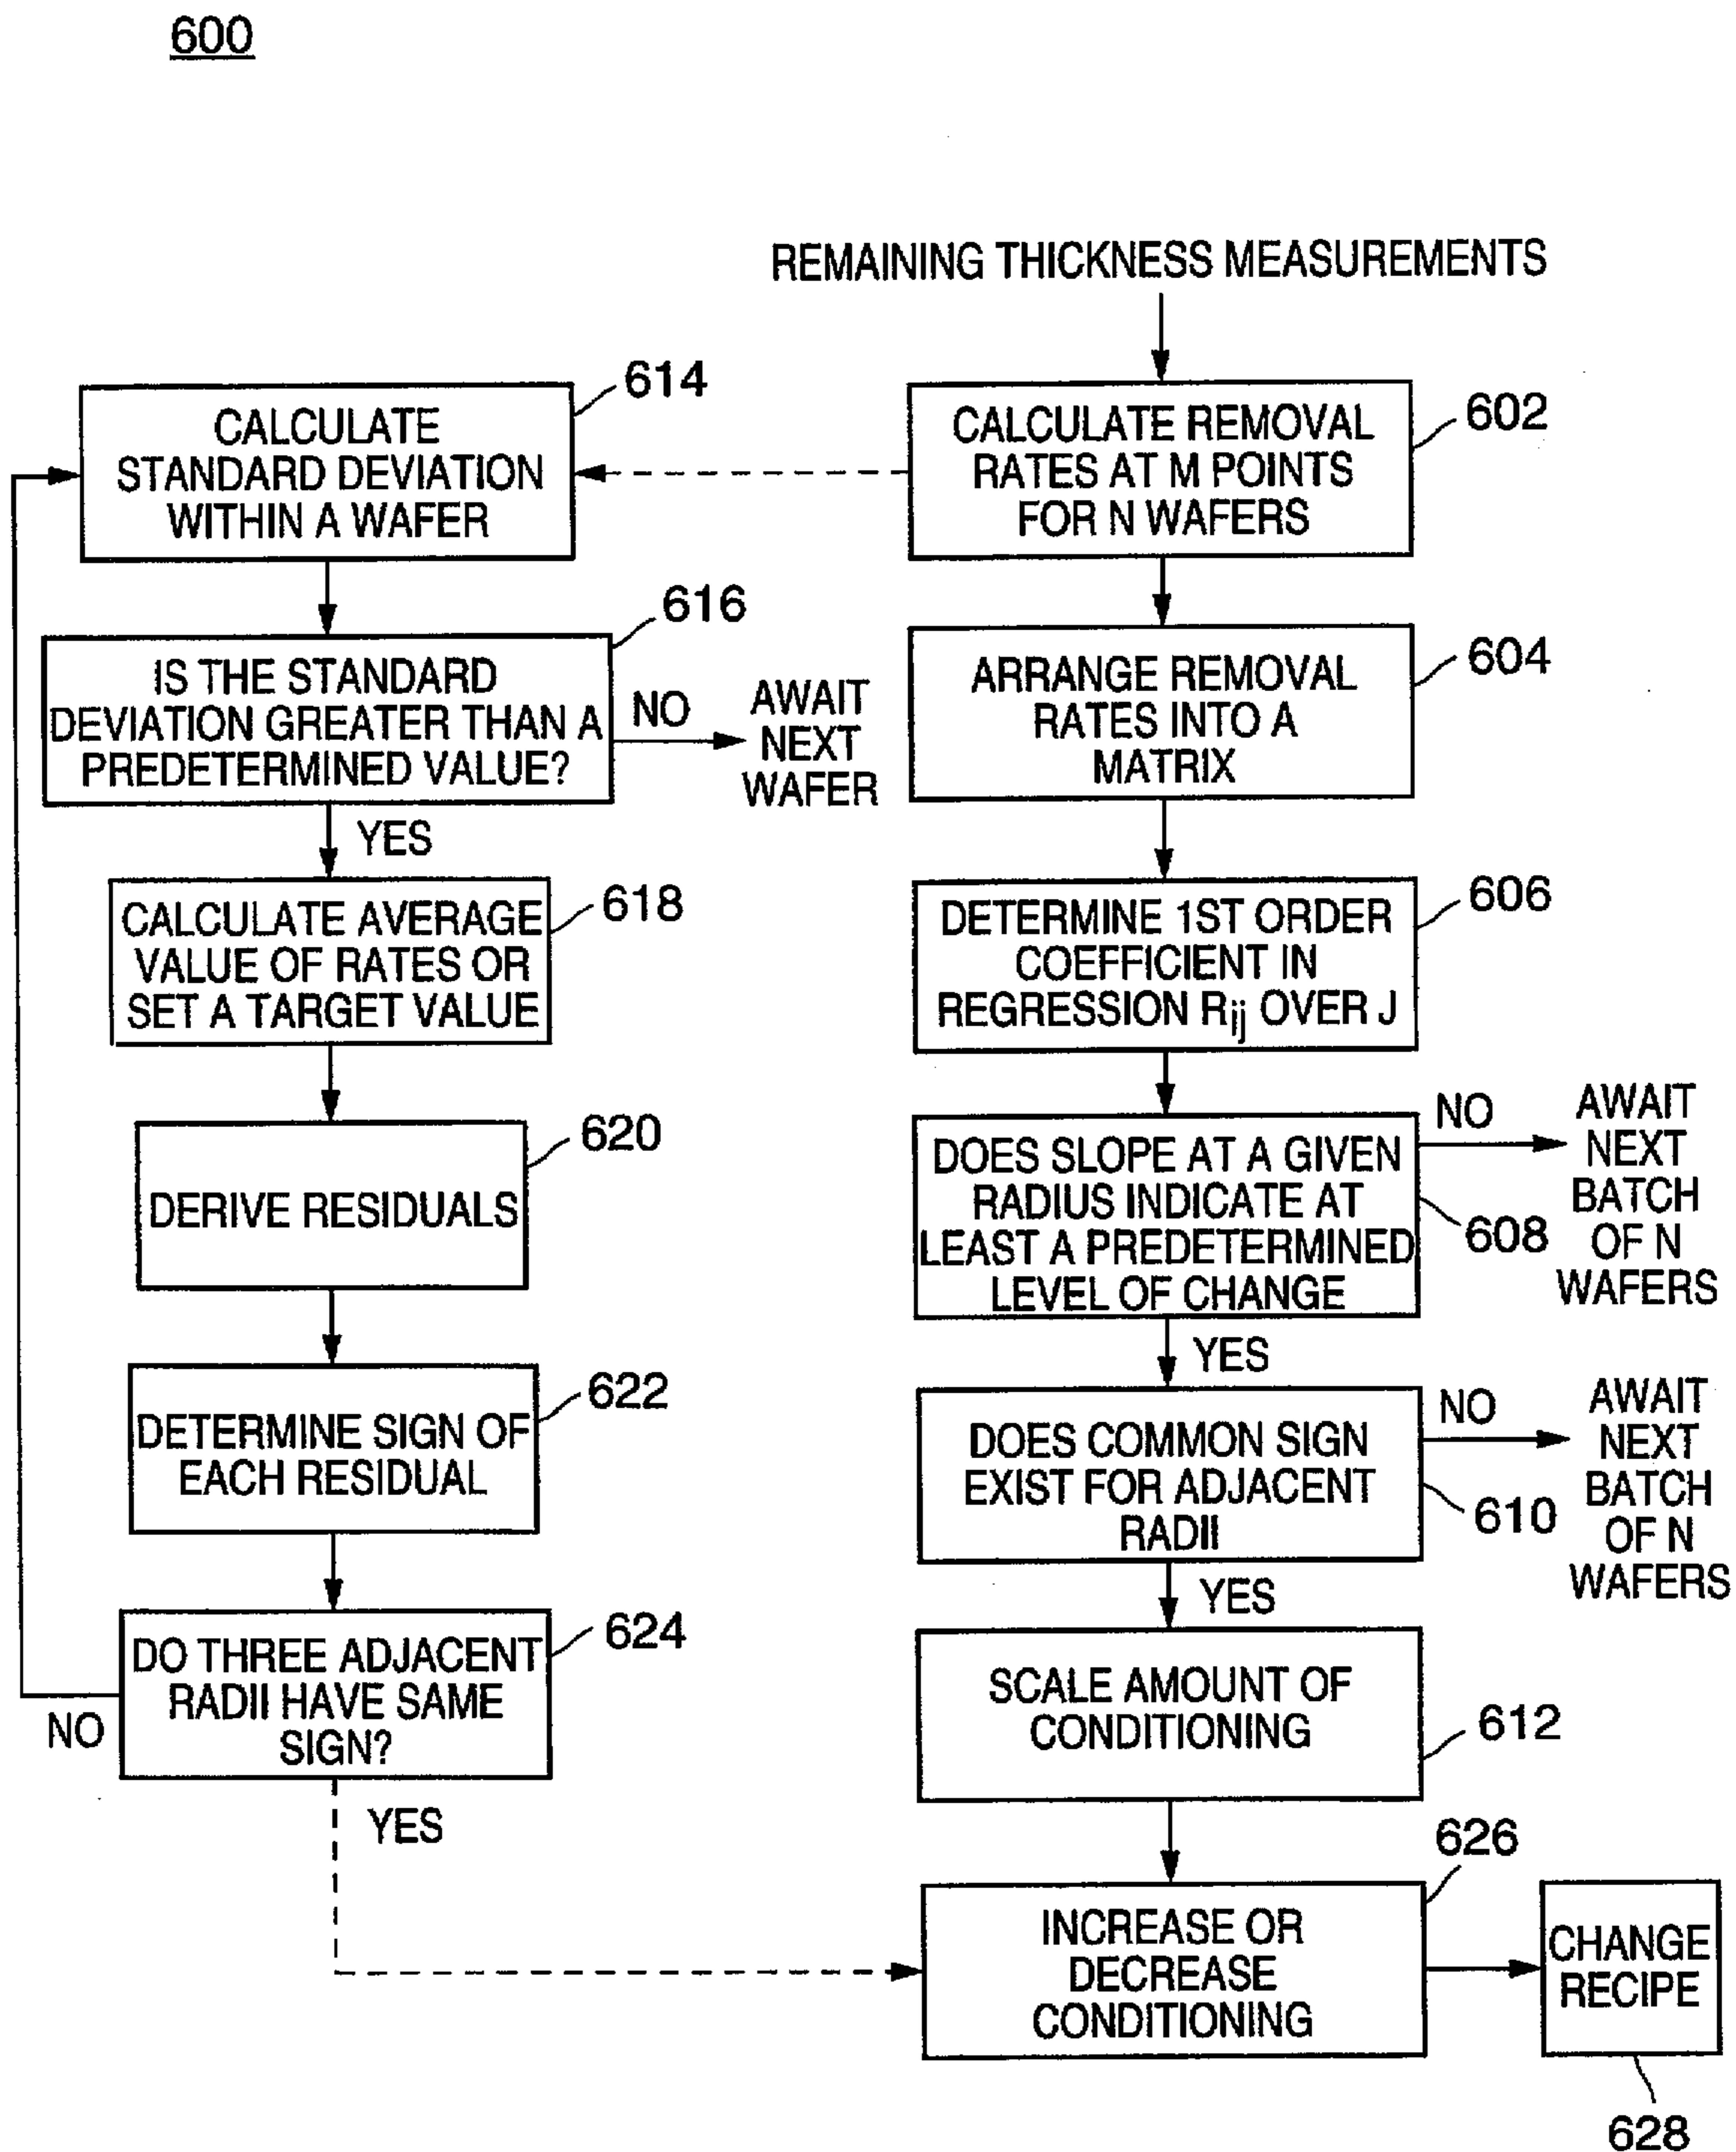 600
REMAINING THICKNESS MEASUREMENTS
614
CALCULATE
STANDARD DEVIATION
WITHIN A WAFER
602
CALCULATE REMOVAL
RATES AT M POINTS
FOR N WAFERS
616
IS THE STANDARD
DEVIATION GREATER THAN A
PREDETERMINED VALUE?
NO
AWAIT
NEXT
WAFER
YES
604
ARRANGE REMOVAL
RATES INTO A
MATRIX
618
CALCULATE AVERAGE
VALUE OF RATES OR
SET A TARGET VALUE
606
DETERMINE 1ST ORDER
COEFFICIENT IN
REGRESSION Rij OVER J
620
DERIVE RESIDUALS
DOES SLOPE AT A GIVEN
RADIUS INDICATE AT
LEAST A PREDETERMINED
LEVEL OF CHANGE
608
NO
AWAIT
NEXT
BATCH
OF N
WAFERS
YES
622
DETERMINE SIGN OF
EACH RESIDUAL
DOES COMMON SIGN
EXIST FOR ADJACENT
RADII
610
NO
AWAIT
NEXT
BATCH
OF N
WAFERS
YES
624
DO THREE ADJACENT
RADII HAVE SAME
SIGN?
NO
YES
SCALE AMOUNT OF
CONDITIONING
612
626
INCREASE OR
DECREASE
CONDITIONING
CHANGE
RECIPE
628